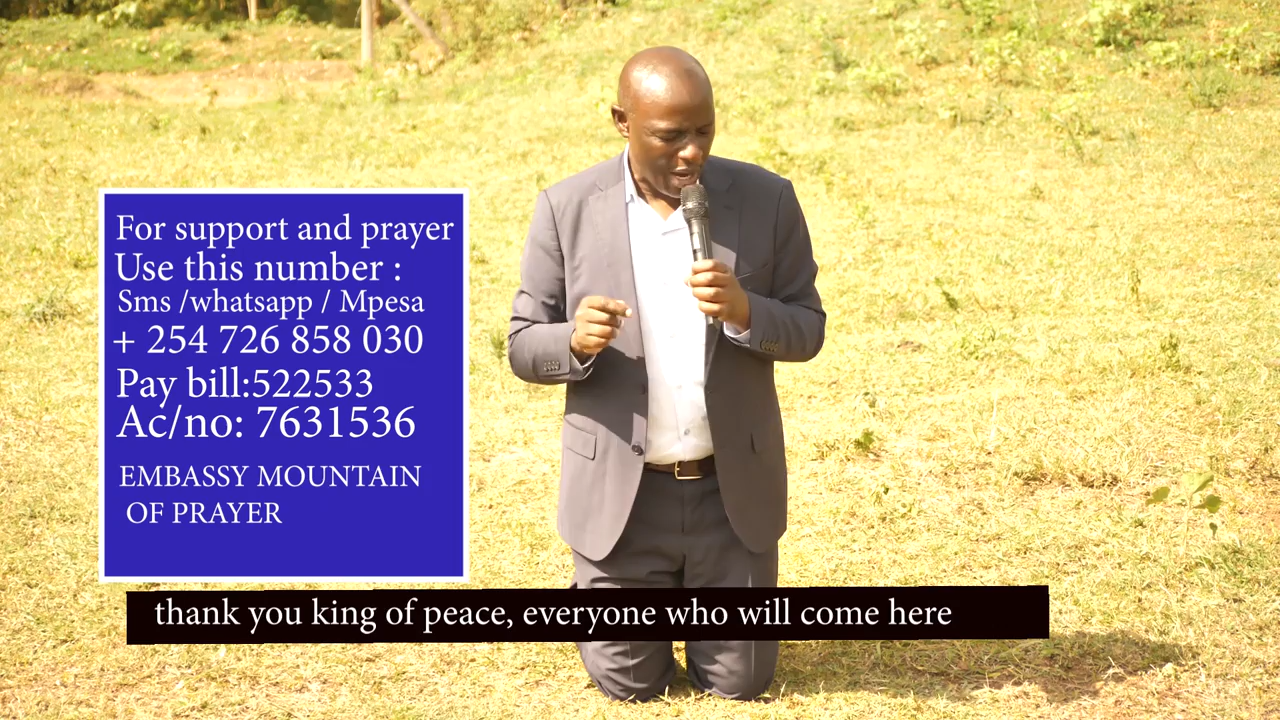 For support and prayer
Use this number :
Sms /whatsapp / Mpesa
+ 254 726 858 030
Pay bill:522533
Ac/no: 7631536
EMBASSY MOUNTAIN
OF PRAYER
thank you king of peace, everyone who will come here